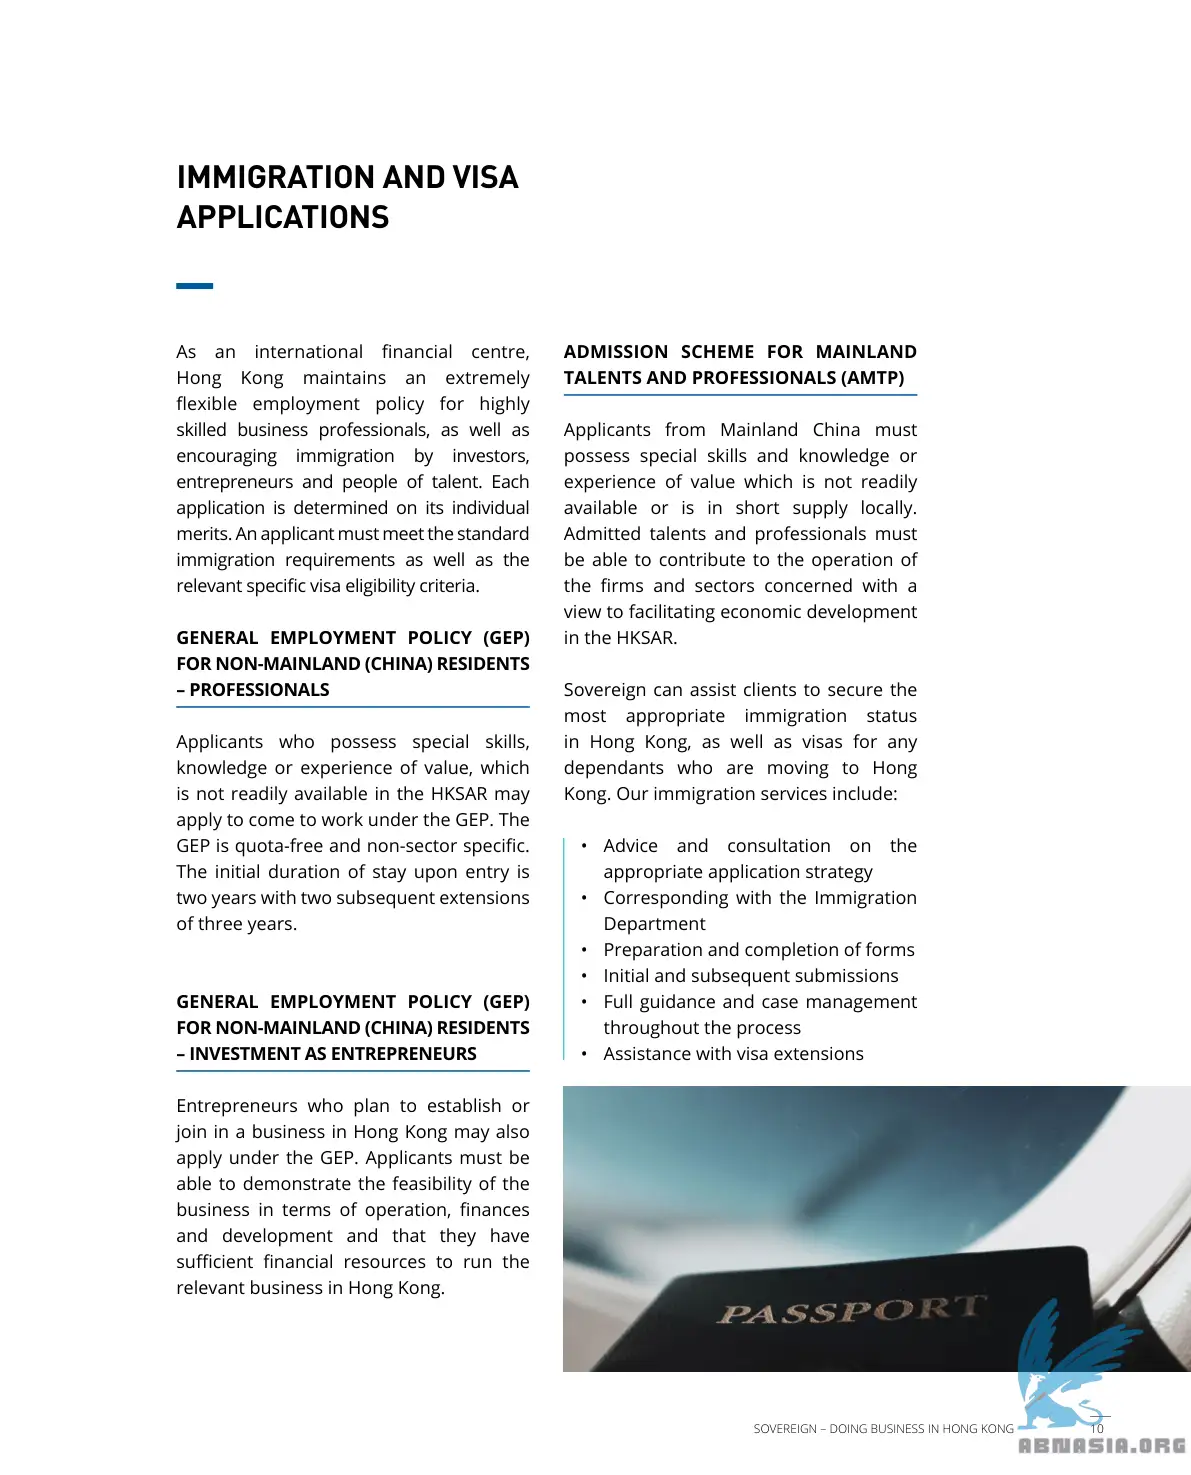 IMMIGRATION AND VISA
APPLICATIONS
As an international financial centre,
Hong Kong maintains an extremely
flexible employment policy for highly
skilled business professionals, as well as
encouraging immigration by investors,
entrepreneurs and people of talent. Each
application is determined on its individual
merits. An applicant must meet the standard
immigration requirements as well as the
relevant specific visa eligibility criteria.
GENERAL EMPLOYMENT POLICY (GEP)
FOR NON-MAINLAND (CHINA) RESIDENTS
– PROFESSIONALS
Applicants who possess special skills,
knowledge or experience of value, which
is not readily available in the HKSAR may
apply to come to work under the GEP. The
GEP is quota-free and non-sector specific.
The initial duration of stay upon entry is
two years with two subsequent extensions
of three years.
GENERAL EMPLOYMENT POLICY (GEP)
FOR NON-MAINLAND (CHINA) RESIDENTS
– INVESTMENT AS ENTREPRENEURS
Entrepreneurs who plan to establish or
join in a business in Hong Kong may also
apply under the GEP. Applicants must be
able to demonstrate the feasibility of the
business in terms of operation, finances
and development and that they have
sufficient financial resources to run the
relevant business in Hong Kong.
ADMISSION SCHEME FOR MAINLAND
TALENTS AND PROFESSIONALS (AMTP)
Applicants from Mainland China must
possess special skills and knowledge or
experience of value which is not readily
available or is in short supply locally.
Admitted talents and professionals must
be able to contribute to the operation of
the firms and sectors concerned with a
view to facilitating economic development
in the HKSAR.
Sovereign can assist clients to secure the
most appropriate immigration status
in Hong Kong, as well as visas for any
dependants who are moving to Hong
Kong. Our immigration services include:
• Advice and consultation on the
appropriate application strategy
• Corresponding with the Immigration
Department
• Preparation and completion of forms
• Initial and subsequent submissions
• Full guidance and case management
throughout the process
• Assistance with visa extensions
PASSPORT
SOVEREIGN – DOING BUSINESS IN HONG KONG
10
ABNASIA.ORG